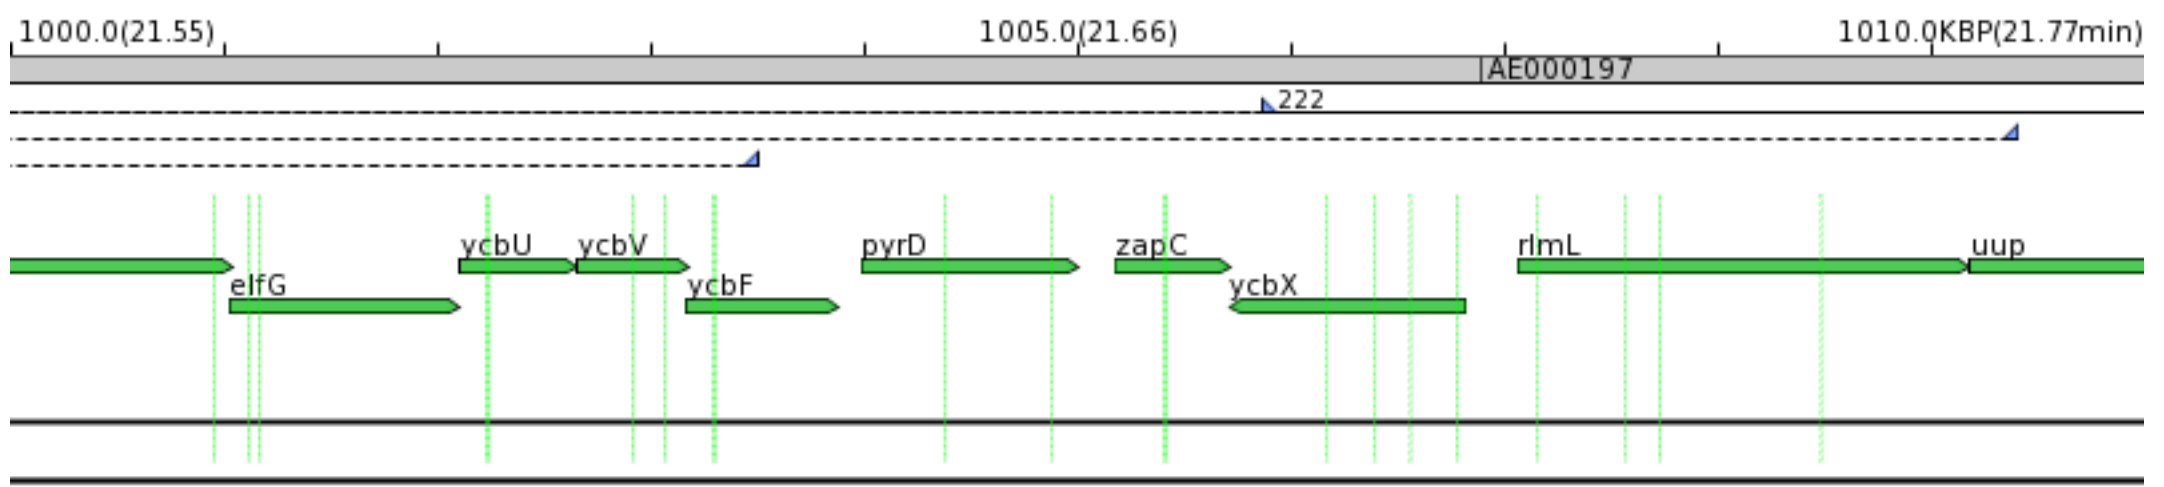 1000.0(21.55) 1005.0(21.66) 1010.0KBP(21.77min)
AE000197
222
ycbU ycbV pyrD zapC rlmL uup
elfG ycbF ycbX